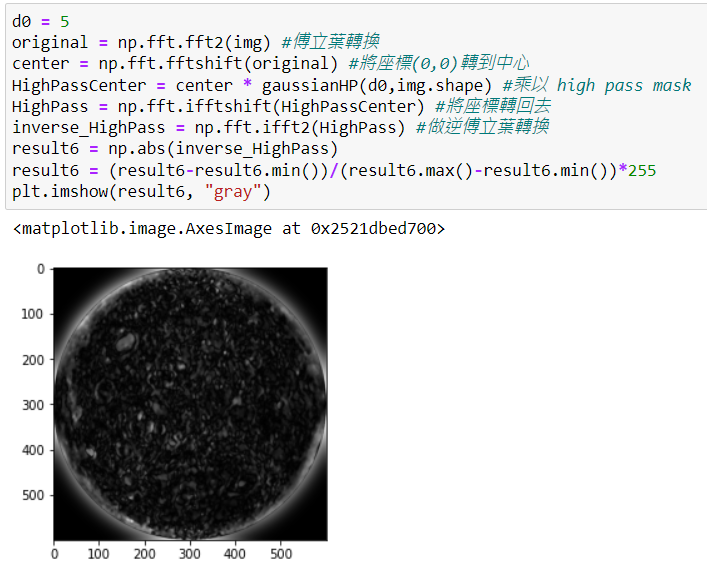 d0 = 5
original = np.fft.fft2(img) #傅立葉轉換
center = np.fft.fftshift(original) #將座標(0,0)轉到中心
HighPassCenter = center * gaussianHP(d0,img.shape) #乘以 high pass mask
HighPass = np.fft.ifftshift(HighPassCenter) #將座標轉回去
inverse_HighPass = np.fft.ifft2(HighPass) #做逆傅立葉轉換
result6 = np.abs(inverse_HighPass)
result6 = (result6-result6.min())/(result6.max()-result6.min())*255
plt.imshow(result6, "gray")
<matplotlib.image.AxesImage at 0x2521dbed700>
0
100
200
300
400
500
0 100 200 300 400 500